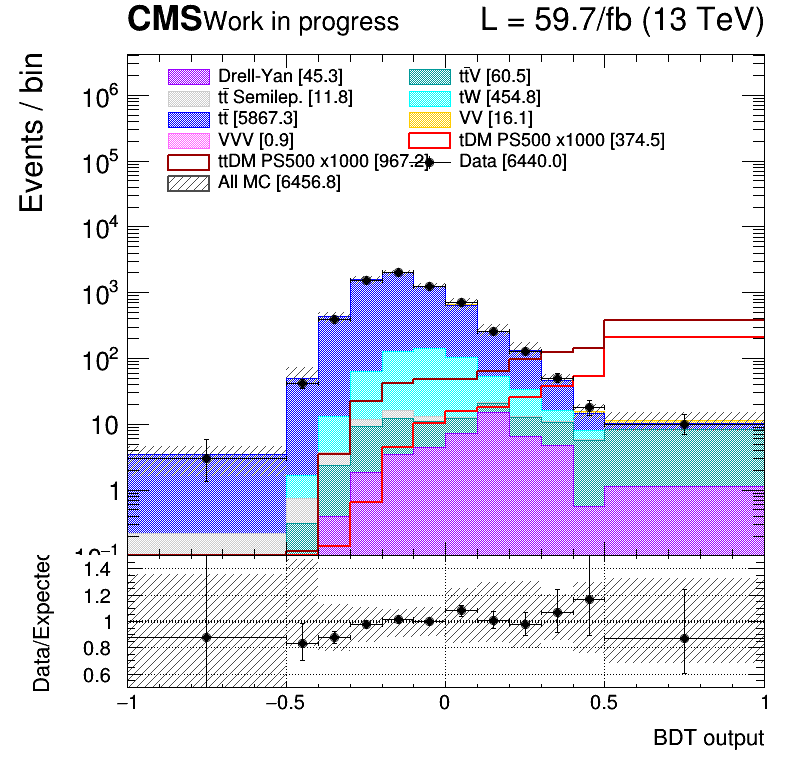 CMS Work in progress L = 59.7/fb (13 TeV)
Events / bin
Drell-Yan [45.3] tt̄V [60.5]
tt̄ Semilep. [11.8] tW [454.8]
tt̄ [5867.3] VV [16.1]
VVV [0.9] tDM PS500 x1000 [374.5]
ttDM PS500 x1000 [967.2] Data [6440.0]
All MC [6456.8]
10⁶
10⁵
10⁴
10³
10²
10
1
10⁻¹
Data/Expected
1.4
1.2
1
0.8
0.6
−1 −0.5 0 0.5 1
BDT output